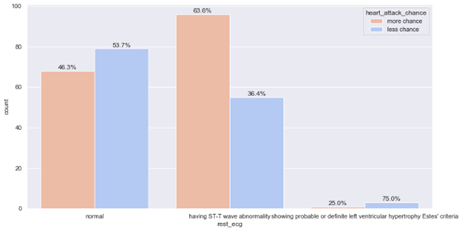 heart_attack_chance
more chance
less chance
100
80
60
40
20
0
count
46.3%
53.7%
63.6%
36.4%
25.0%
75.0%
normal
having ST-T wave abnormality
showing probable or definite left ventricular hypertrophy Estes' criteria
rest_ecg